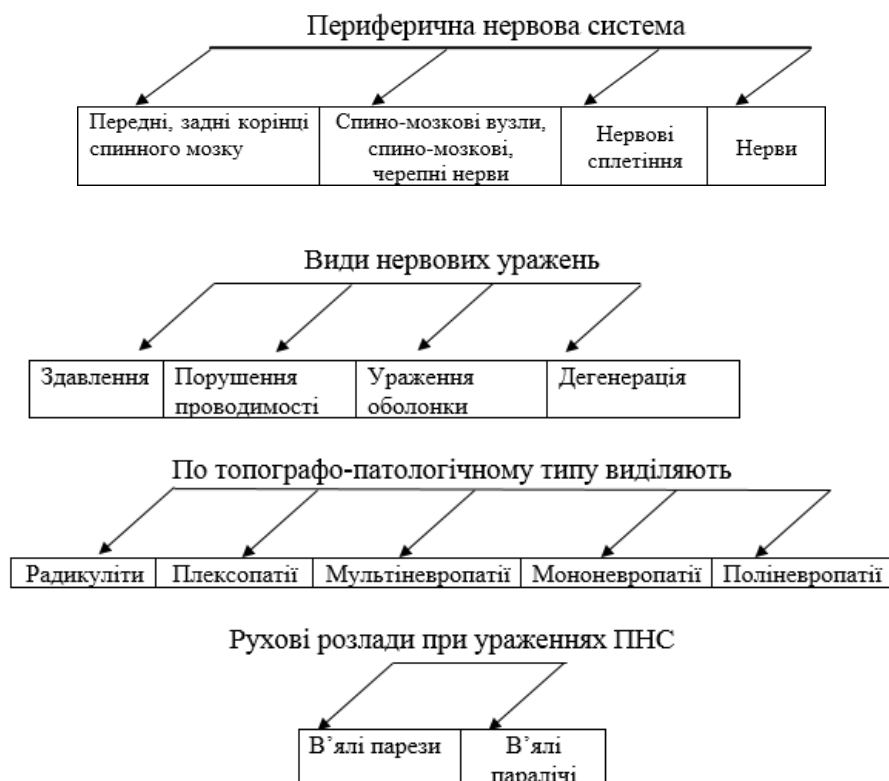 Периферична нервова система
Передні, задні корінці
спинного мозку
Спино-мозкові вузли,
спино-мозкові,
черепні нерви
Нервові
сплетіння
Нерви
Види нервових уражень
Здавлення
Порушення
проводимості
Ураження
оболонки
Дегенерація
По топографо-патологічному типу виділяють
Радикуліти
Плексопатії
Мультіневропатії
Мононевропатії
Поліневропатії
Рухові розлади при ураженнях ПНС
В᾽ялі парези
В᾽ялі
паралічі